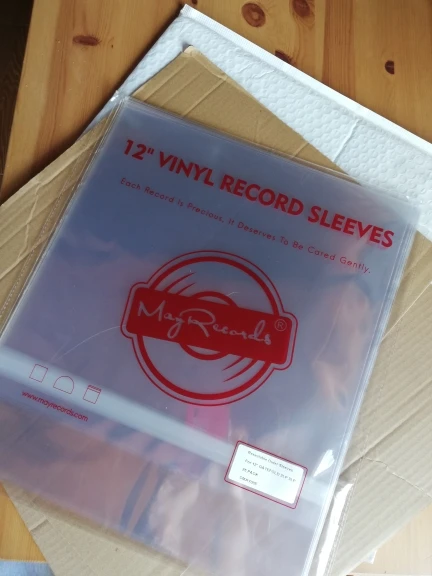 12" VINYL RECORD SLEEVES
Each Record Is Precious, It Deserves To Be Cared Gently.
MayRecords®
www.mayrecords.com